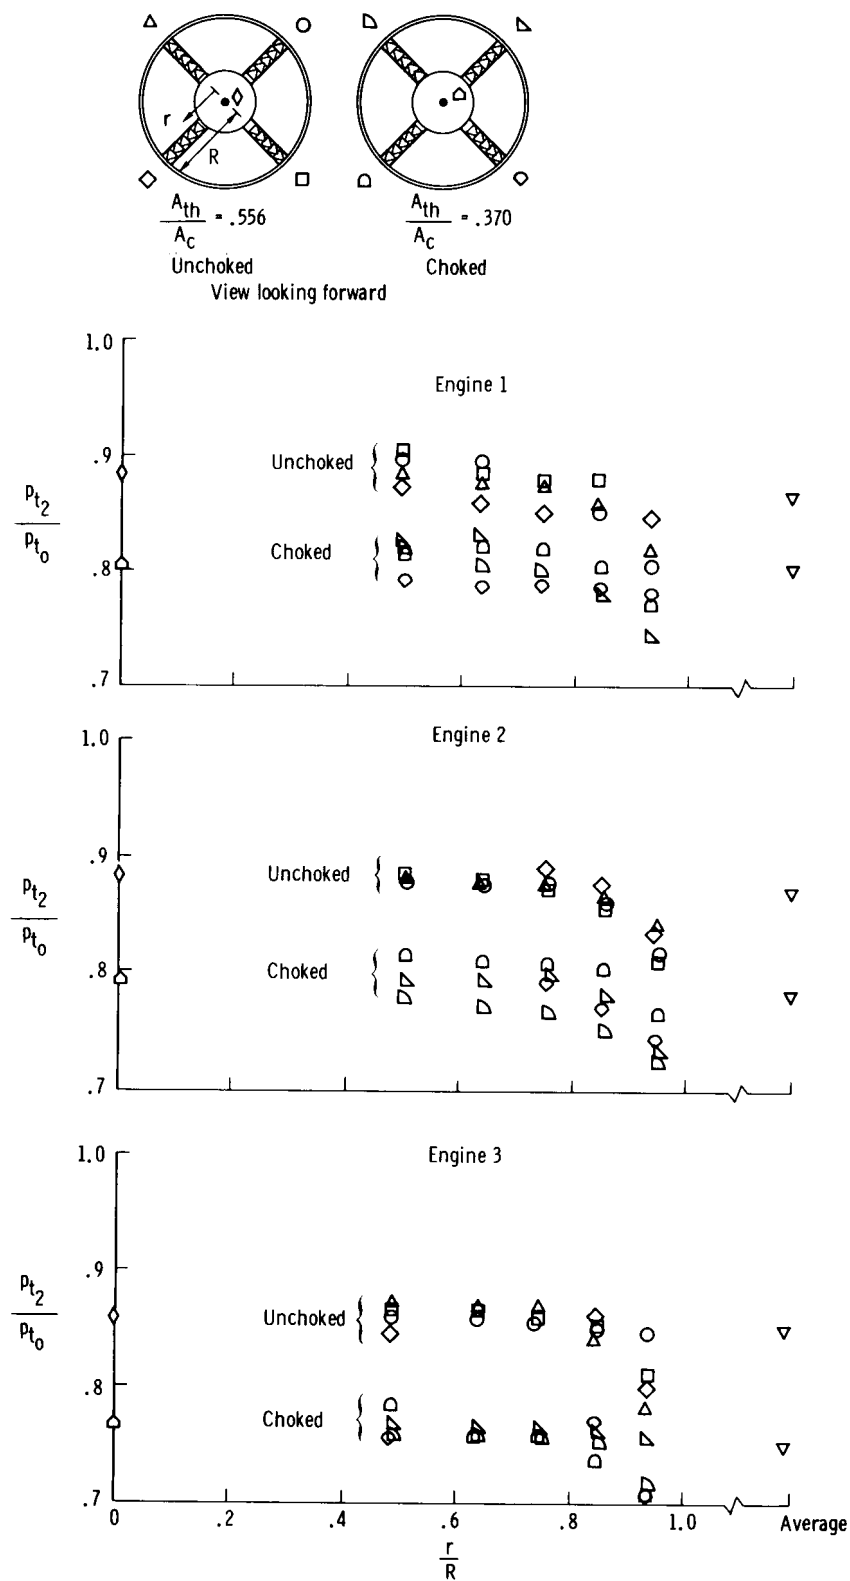 r
R
A_th/A_c = .556
A_th/A_c = .370
Unchoked
Choked
View looking forward
Engine 1
1.0
.9
.8
.7
p_t2/p_t0
Unchoked
Choked
Engine 2
1.0
.9
.8
.7
p_t2/p_t0
Unchoked
Choked
Engine 3
1.0
.9
.8
.7
p_t2/p_t0
Unchoked
Choked
0 .2 .4 .6 .8 1.0 Average
r/R